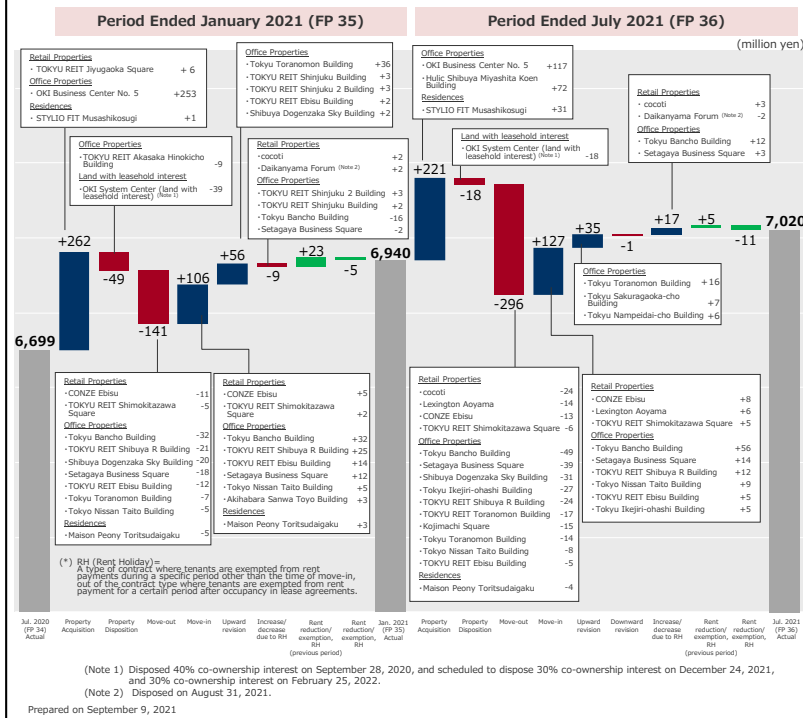 Period Ended January 2021 (FP 35)
Period Ended July 2021 (FP 36)
(million yen)
Retail Properties
・TOKYU REIT Jiyugaoka Square + 6
Office Properties
・OKI Business Center No. 5 +253
Residences
・STYLIO FIT Musashikosugi +1
Office Properties
・TOKYU REIT Akasaka Hinokicho
Building -9
Land with leasehold interest
・OKI System Center (land with
leasehold interest) (Note 1) -39
Office Properties
・Tokyu Toranomon Building +36
・TOKYU REIT Shinjuku Building +3
・TOKYU REIT Shinjuku 2 Building +3
・TOKYU REIT Ebisu Building +2
・Shibuya Dogenzaka Sky Building +2
Retail Properties
・cocoti +2
・Daikanyama Forum (Note 2) +2
Office Properties
・TOKYU REIT Shinjuku 2 Building +3
・TOKYU REIT Shinjuku Building +2
・Tokyu Bancho Building -16
・Setagaya Business Square -2
Office Properties
・OKI Business Center No. 5 +117
・Hulic Shibuya Miyashita Koen
Building +72
Residences
・STYLIO FIT Musashikosugi +31
Land with leasehold interest
・OKI System Center (land with
leasehold interest) (Note 1) -18
Retail Properties
・cocoti +3
・Daikanyama Forum (Note 2) -2
Office Properties
・Tokyu Bancho Building +12
・Setagaya Business Square +3
6,699
+262
-49
-141
+106
+56
-9
+23
-5
6,940
+221
-18
-296
+127
+35
-1
+17
+5
-11
7,020
Office Properties
・Tokyu Toranomon Building +16
・Tokyu Sakuragaoka-cho
Building +7
・Tokyu Nampeidai-cho Building +6
Retail Properties
・CONZE Ebisu -11
・TOKYU REIT Shimokitazawa
Square -5
Office Properties
・Tokyu Bancho Building -32
・TOKYU REIT Shibuya R Building -21
・Shibuya Dogenzaka Sky Building -20
・Setagaya Business Square -18
・TOKYU REIT Ebisu Building -12
・Tokyu Toranomon Building -7
・Tokyo Nissan Taito Building -5
Residences
・Maison Peony Toritsudaigaku -5
Retail Properties
・CONZE Ebisu +5
・TOKYU REIT Shimokitazawa
Square +2
Office Properties
・Tokyu Bancho Building +32
・TOKYU REIT Shibuya R Building +25
・TOKYU REIT Ebisu Building +14
・Setagaya Business Square +12
・Tokyo Nissan Taito Building +5
・Akihabara Sanwa Toyo Building +3
Residences
・Maison Peony Toritsudaigaku +3
Retail Properties
・cocoti -24
・Lexington Aoyama -14
・CONZE Ebisu -13
・TOKYU REIT Shimokitazawa Square -6
Office Properties
・Tokyu Bancho Building -49
・Setagaya Business Square -39
・Shibuya Dogenzaka Sky Building -31
・Tokyu Ikejiri-ohashi Building -27
・TOKYU REIT Shibuya R Building -24
・TOKYU REIT Toranomon Building -17
・Kojimachi Square -15
・Tokyu Toranomon Building -14
・Tokyo Nissan Taito Building -8
・TOKYU REIT Ebisu Building -5
Residences
・Maison Peony Toritsudaigaku -4
Retail Properties
・CONZE Ebisu +8
・Lexington Aoyama +6
・TOKYU REIT Shimokitazawa Square +5
Office Properties
・Tokyu Bancho Building +56
・Setagaya Business Square +14
・TOKYU REIT Shibuya R Building +12
・Tokyo Nissan Taito Building +9
・TOKYU REIT Ebisu Building +5
・Tokyu Ikejiri-ohashi Building +5
(*) RH (Rent Holiday)=
A type of contract where tenants are exempted from rent
payments during a specific period other than the time of move-in,
out of the contract type where tenants are exempted from rent
payment for a certain period after occupancy in lease agreements.
Jul. 2020
(FP 34)
Actual
Property
Acquisition
Property
Disposition
Move-out
Move-in
Upward
revision
Increase/
decrease
due to RH
Rent
reduction/
exemption,
RH
(previous period)
Rent
reduction/
exemption,
RH
Jan. 2021
(FP 35)
Actual
Property
Acquisition
Property
Disposition
Move-out
Move-in
Upward
revision
Downward
revision
Increase/
decrease
due to RH
Rent
reduction/
exemption,
RH
(previous period)
Rent
reduction/
exemption,
RH
Jul. 2021
(FP 36)
Actual
(Note 1) Disposed 40% co-ownership interest on September 28, 2020, and scheduled to dispose 30% co-ownership interest on December 24, 2021,
and 30% co-ownership interest on February 25, 2022.
(Note 2) Disposed on August 31, 2021.
Prepared on September 9, 2021